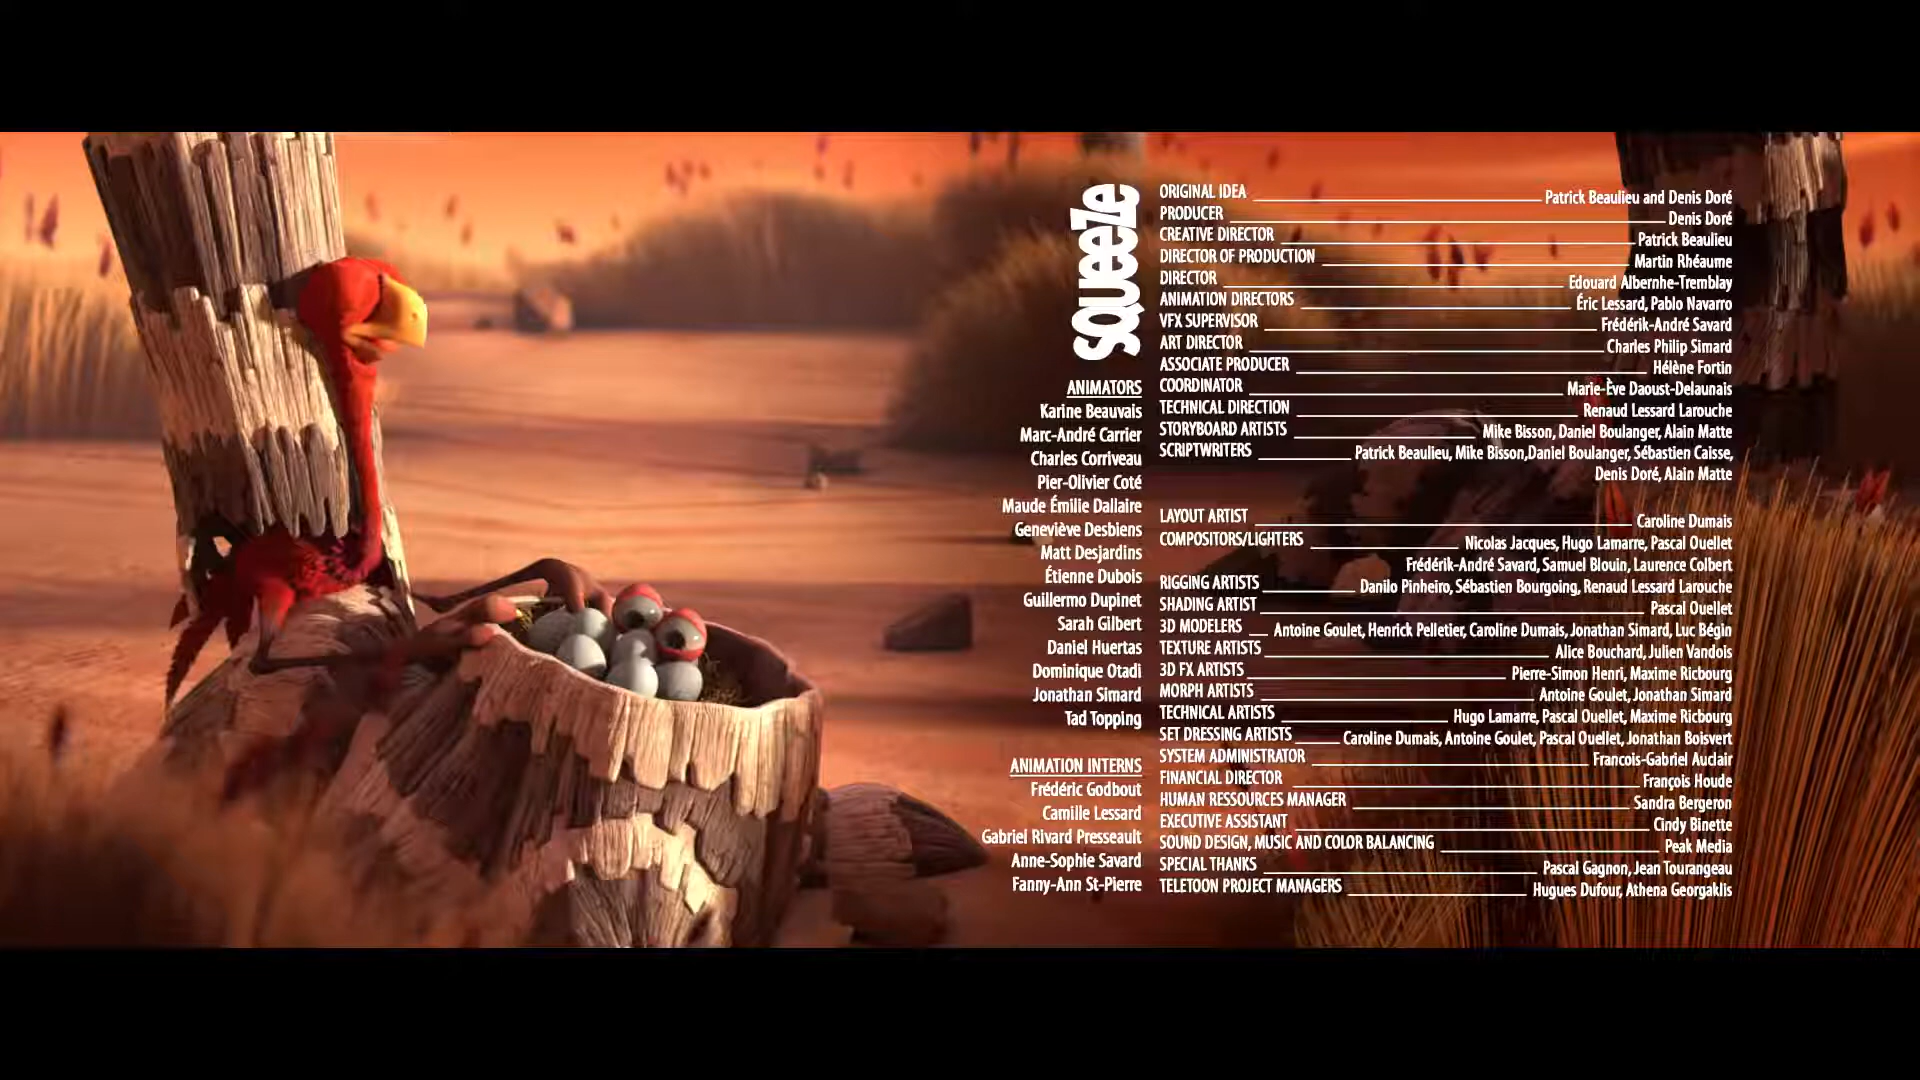 squeeze
ANIMATORS
Karine Beauvais
Marc-André Carrier
Charles Corriveau
Pier-Olivier Coté
Maude Émilie Dallaire
Geneviève Desbiens
Matt Desjardins
Étienne Dubois
Guillermo Dupinet
Sarah Gilbert
Daniel Huertas
Dominique Otadi
Jonathan Simard
Tad Topping
ANIMATION INTERNS
Frédéric Godbout
Camille Lessard
Gabriel Rivard Presseault
Anne-Sophie Savard
Fanny-Ann St-Pierre
ORIGINAL IDEA Patrick Beaulieu and Denis Doré
PRODUCER Denis Doré
CREATIVE DIRECTOR Patrick Beaulieu
DIRECTOR OF PRODUCTION Martin Rhéaume
DIRECTOR Edouard Albernhe-Tremblay
ANIMATION DIRECTORS Éric Lessard, Pablo Navarro
VFX SUPERVISOR Frédérik-André Savard
ART DIRECTOR Charles Philip Simard
ASSOCIATE PRODUCER Hélène Fortin
COORDINATOR Marie-Ève Daoust-Delaunais
TECHNICAL DIRECTION Renaud Lessard Larouche
STORYBOARD ARTISTS Mike Bisson, Daniel Boulanger, Alain Matte
SCRIPTWRITERS Patrick Beaulieu, Mike Bisson,Daniel Boulanger, Sébastien Caisse,
Denis Doré, Alain Matte
LAYOUT ARTIST Caroline Dumais
COMPOSITORS/LIGHTERS Nicolas Jacques, Hugo Lamarre, Pascal Ouellet
Frédérik-André Savard, Samuel Blouin, Laurence Colbert
RIGGING ARTISTS Danilo Pinheiro, Sébastien Bourgoing, Renaud Lessard Larouche
SHADING ARTIST Pascal Ouellet
3D MODELERS Antoine Goulet, Henrick Pelletier, Caroline Dumais, Jonathan Simard, Luc Bégin
TEXTURE ARTISTS Alice Bouchard, Julien Vandois
3D FX ARTISTS Pierre-Simon Henri, Maxime Ricbourg
MORPH ARTISTS Antoine Goulet, Jonathan Simard
TECHNICAL ARTISTS Hugo Lamarre, Pascal Ouellet, Maxime Ricbourg
SET DRESSING ARTISTS Caroline Dumais, Antoine Goulet, Pascal Ouellet, Jonathan Boisvert
SYSTEM ADMINISTRATOR Francois-Gabriel Auclair
FINANCIAL DIRECTOR François Houde
HUMAN RESSOURCES MANAGER Sandra Bergeron
EXECUTIVE ASSISTANT Cindy Binette
SOUND DESIGN, MUSIC AND COLOR BALANCING Peak Media
SPECIAL THANKS Pascal Gagnon, Jean Tourangeau
TELETOON PROJECT MANAGERS Hugues Dufour, Athena Georgaklis